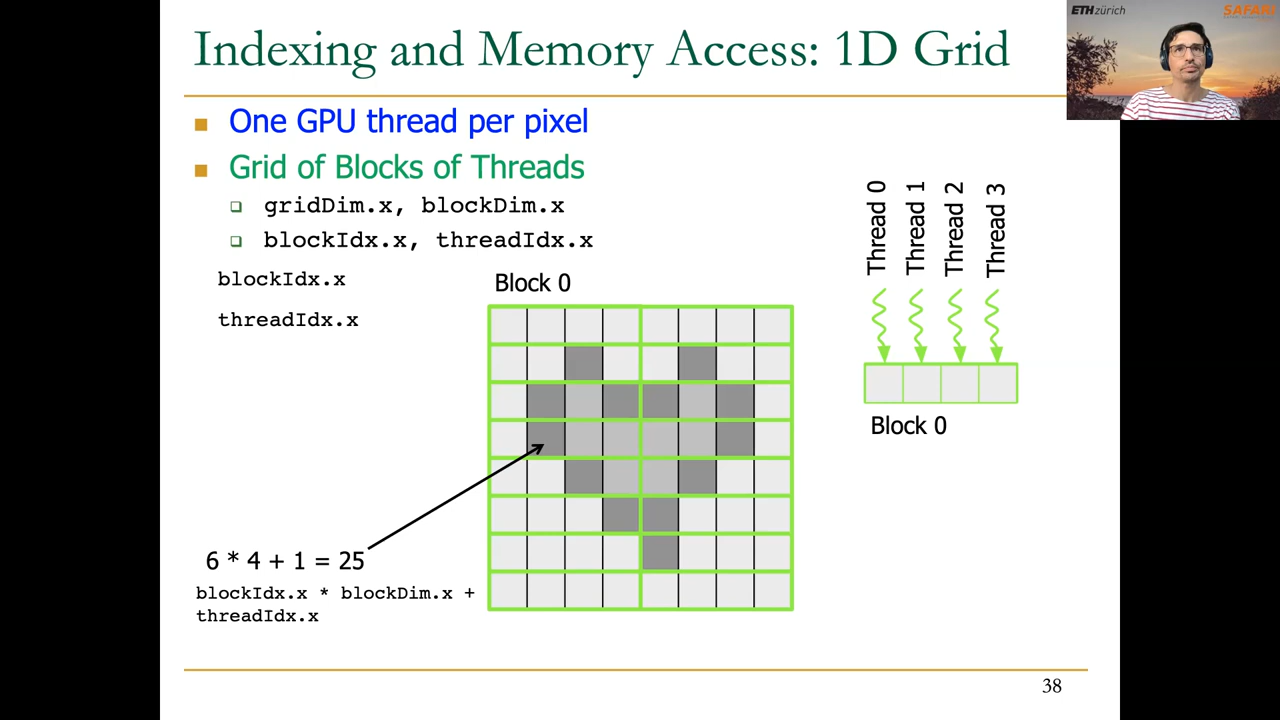 Indexing and Memory Access: 1D Grid
ETHzürich
SAFARI
One GPU thread per pixel
Grid of Blocks of Threads
gridDim.x, blockDim.x
blockIdx.x, threadIdx.x
blockIdx.x
threadIdx.x
Block 0
6 * 4 + 1 = 25
blockIdx.x * blockDim.x +
threadIdx.x
Thread 0
Thread 1
Thread 2
Thread 3
Block 0
38